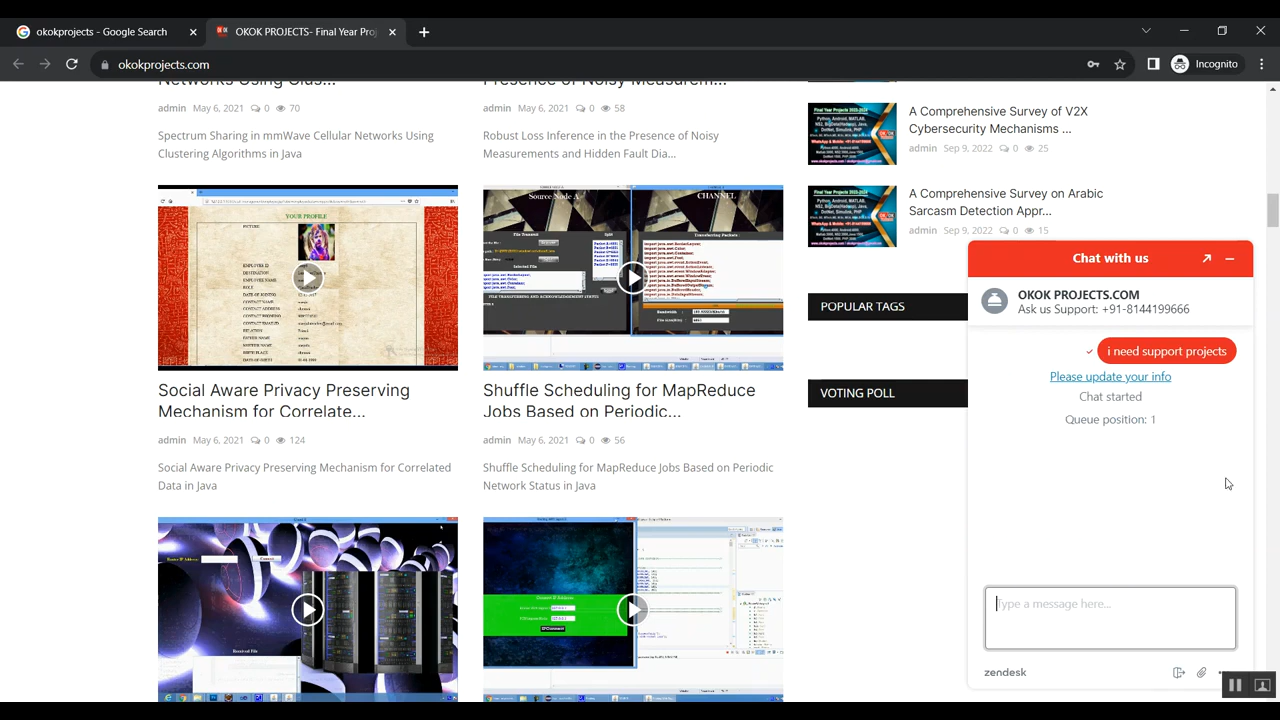 okokprojects - Google Search
OKOK PROJECTS- Final Year Proj
okokprojects.com
Incognito
Networks Using Glas...
Presence of Noisy Measurem...
admin May 6, 2021 0 70
admin May 6, 2021 0 58
Spectrum Sharing in mmWave Cellular Networks Using
Clustering Algorithms in Java
Robust Loss Inference in the Presence of Noisy
Measurements and Hidden Fault Dia...
A Comprehensive Survey of V2X
Cybersecurity Mechanisms ...
admin Sep 9, 2022 0 25
A Comprehensive Survey on Arabic
Sarcasm Detection Appr...
admin Sep 9, 2022 0 15
YOUR PROFILE
Source Node A
CHANNEL
Social Aware Privacy Preserving
Mechanism for Correlate...
admin May 6, 2021 0 124
Social Aware Privacy Preserving Mechanism for Correlated
Data in Java
Shuffle Scheduling for MapReduce
Jobs Based on Periodic...
admin May 6, 2021 0 56
Shuffle Scheduling for MapReduce Jobs Based on Periodic
Network Status in Java
POPULAR TAGS
VOTING POLL
Chat with us
OKOK PROJECTS.COM
Ask us Support: +91- 8144199666
i need support projects
Please update your info
Chat started
Queue position: 1
Type a message here...
zendesk